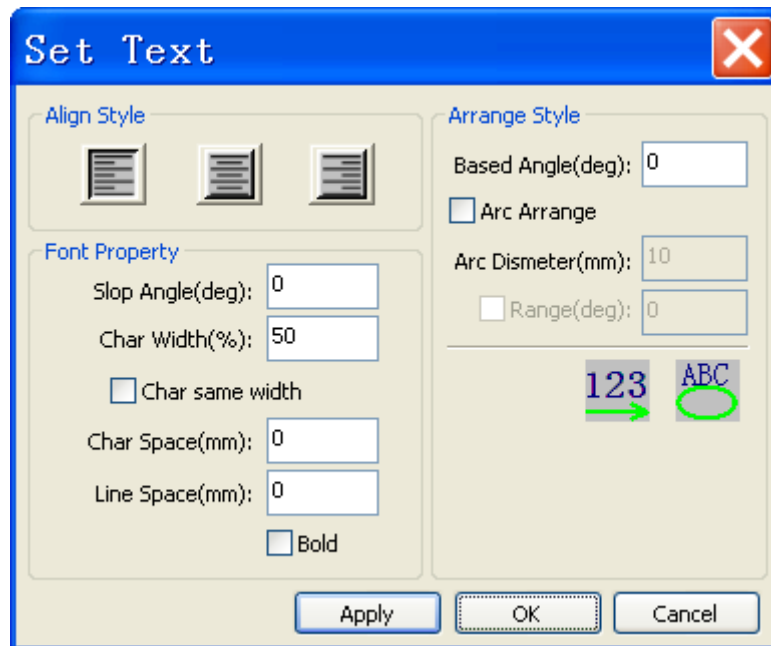 Set Text
Align Style
Font Property
Slop Angle(deg): 0
Char Width(%): 50
Char same width
Char Space(mm): 0
Line Space(mm): 0
Bold
Arrange Style
Based Angle(deg): 0
Arc Arrange
Arc Dismeter(mm): 10
Range(deg): 0
123 ABC
Apply OK Cancel